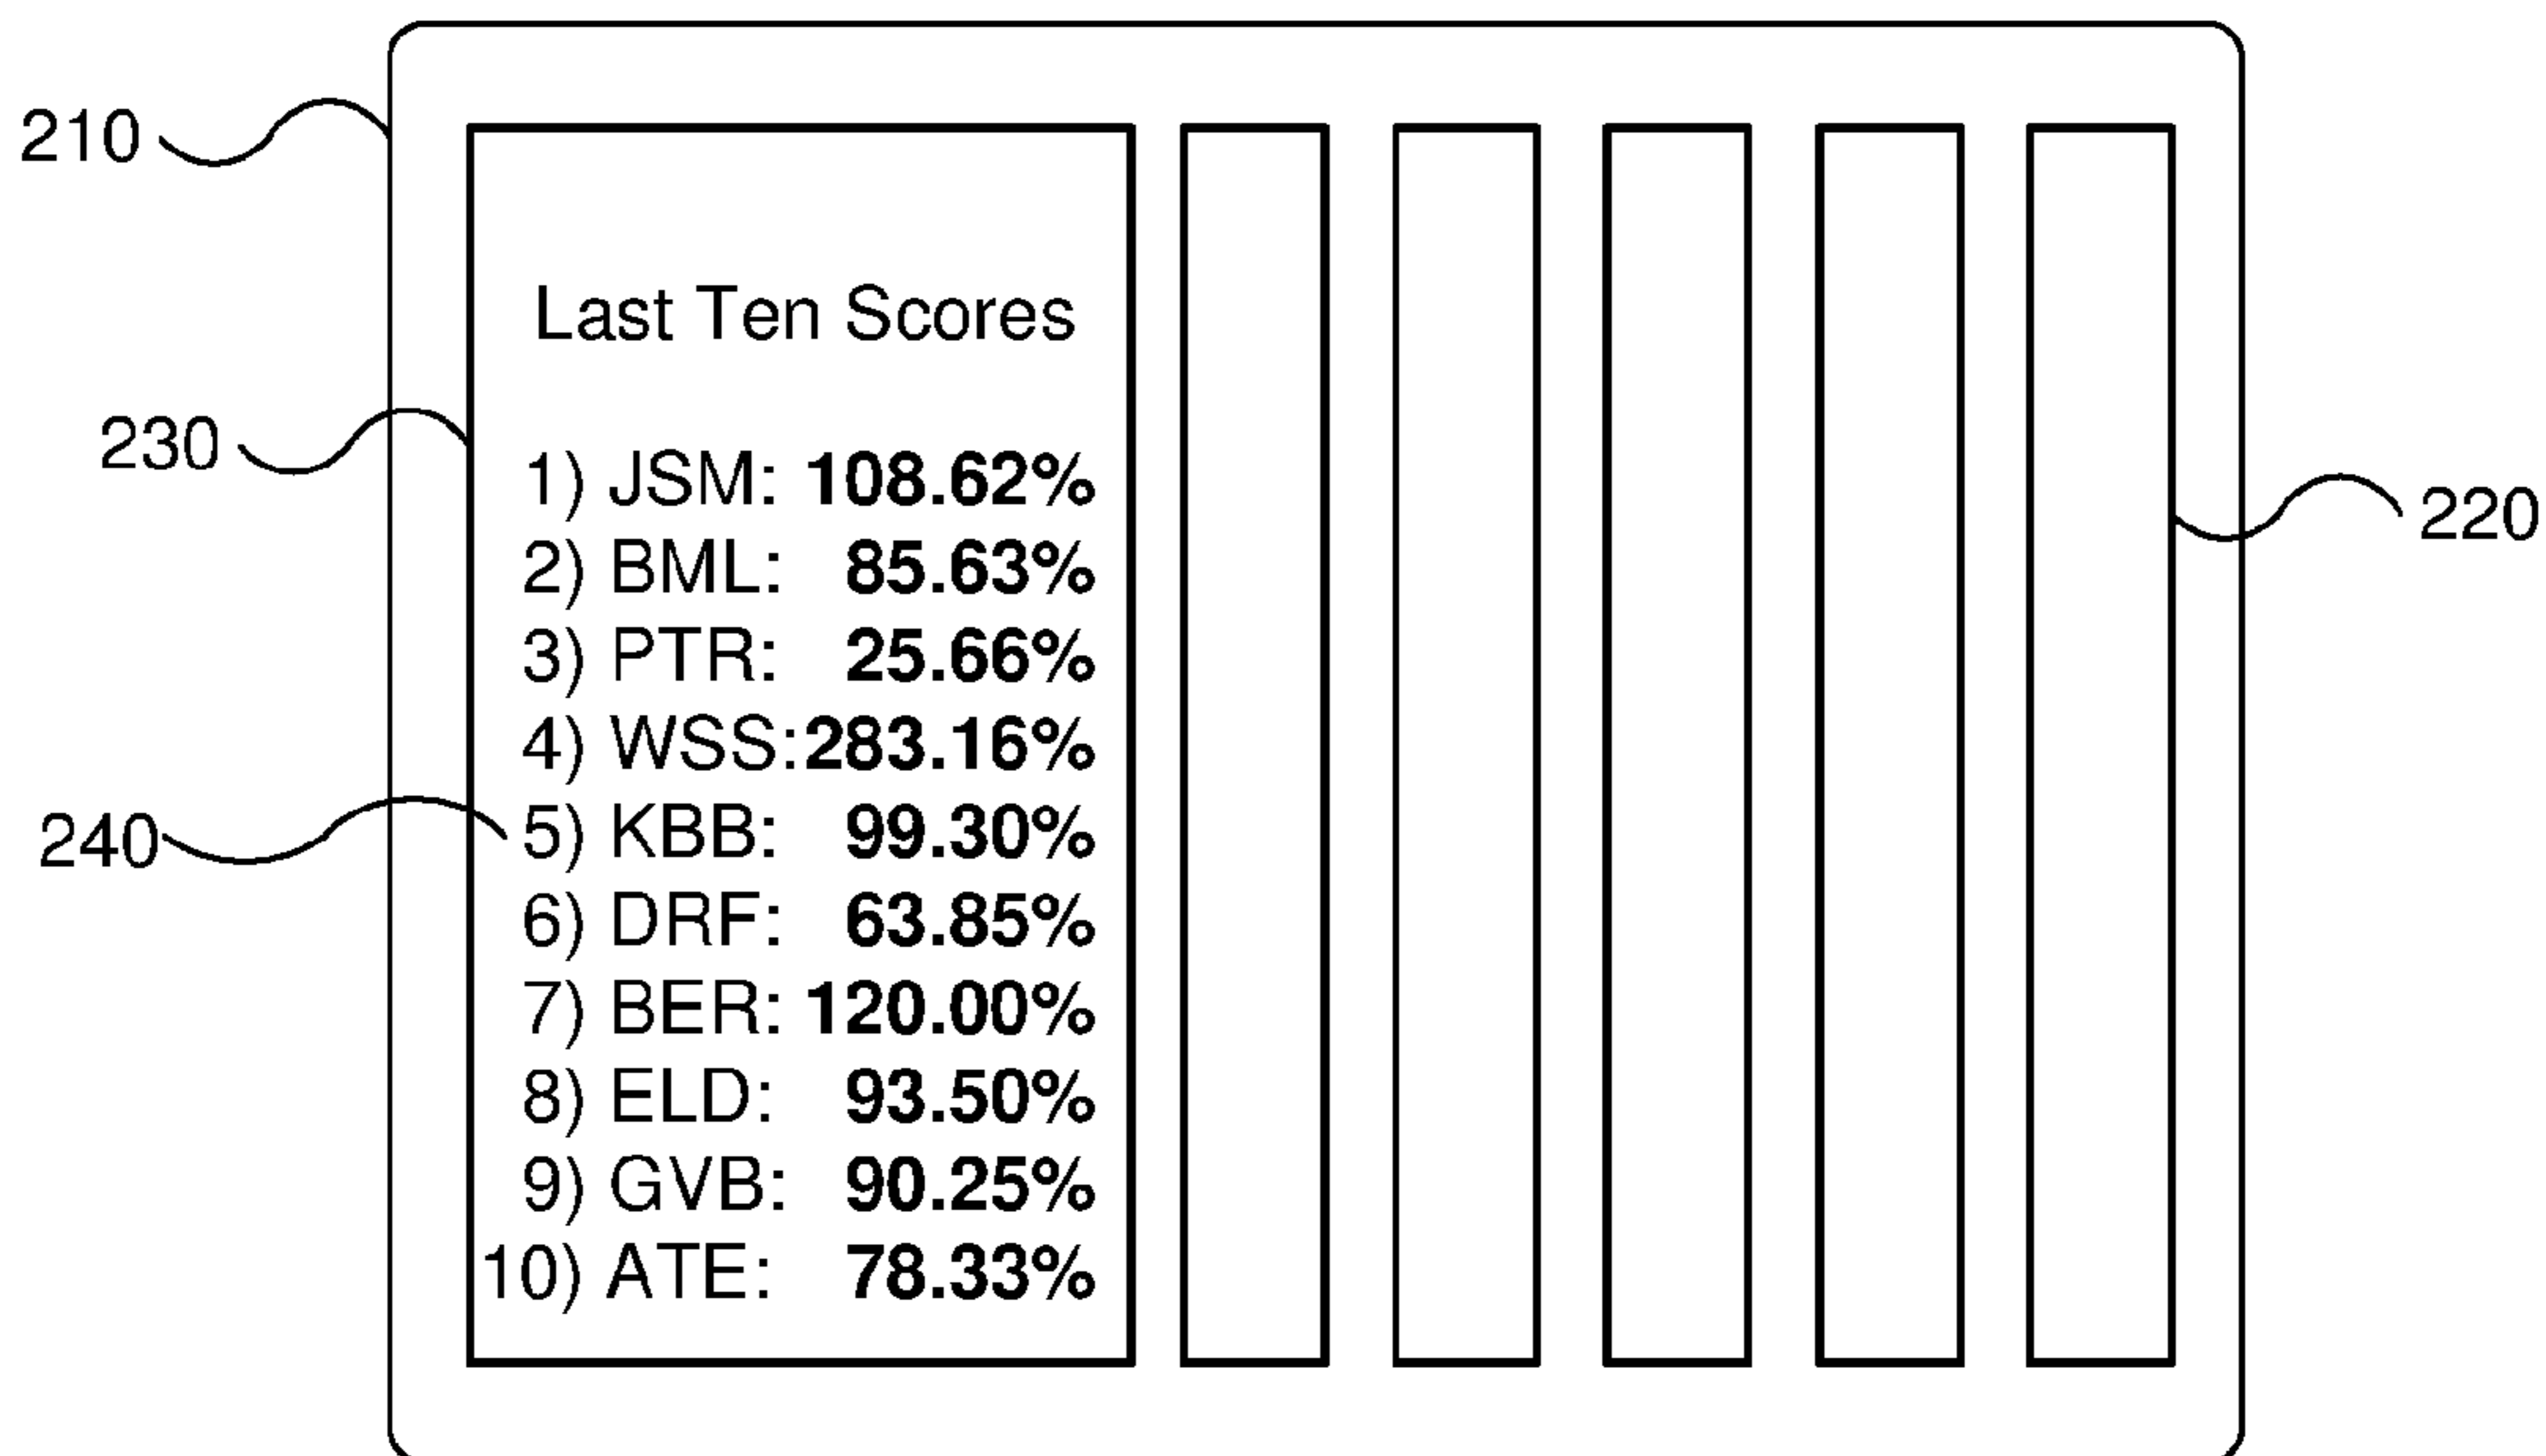 210
Last Ten Scores
230
1) JSM: 108.62%
220
2) BML: 85.63%
3) PTR: 25.66%
4) WSS:283.16%
240
5) KBB: 99.30%
6) DRF: 63.85%
7) BER: 120.00%
8) ELD: 93.50%
9) GVB: 90.25%
10) ATE: 78.33%